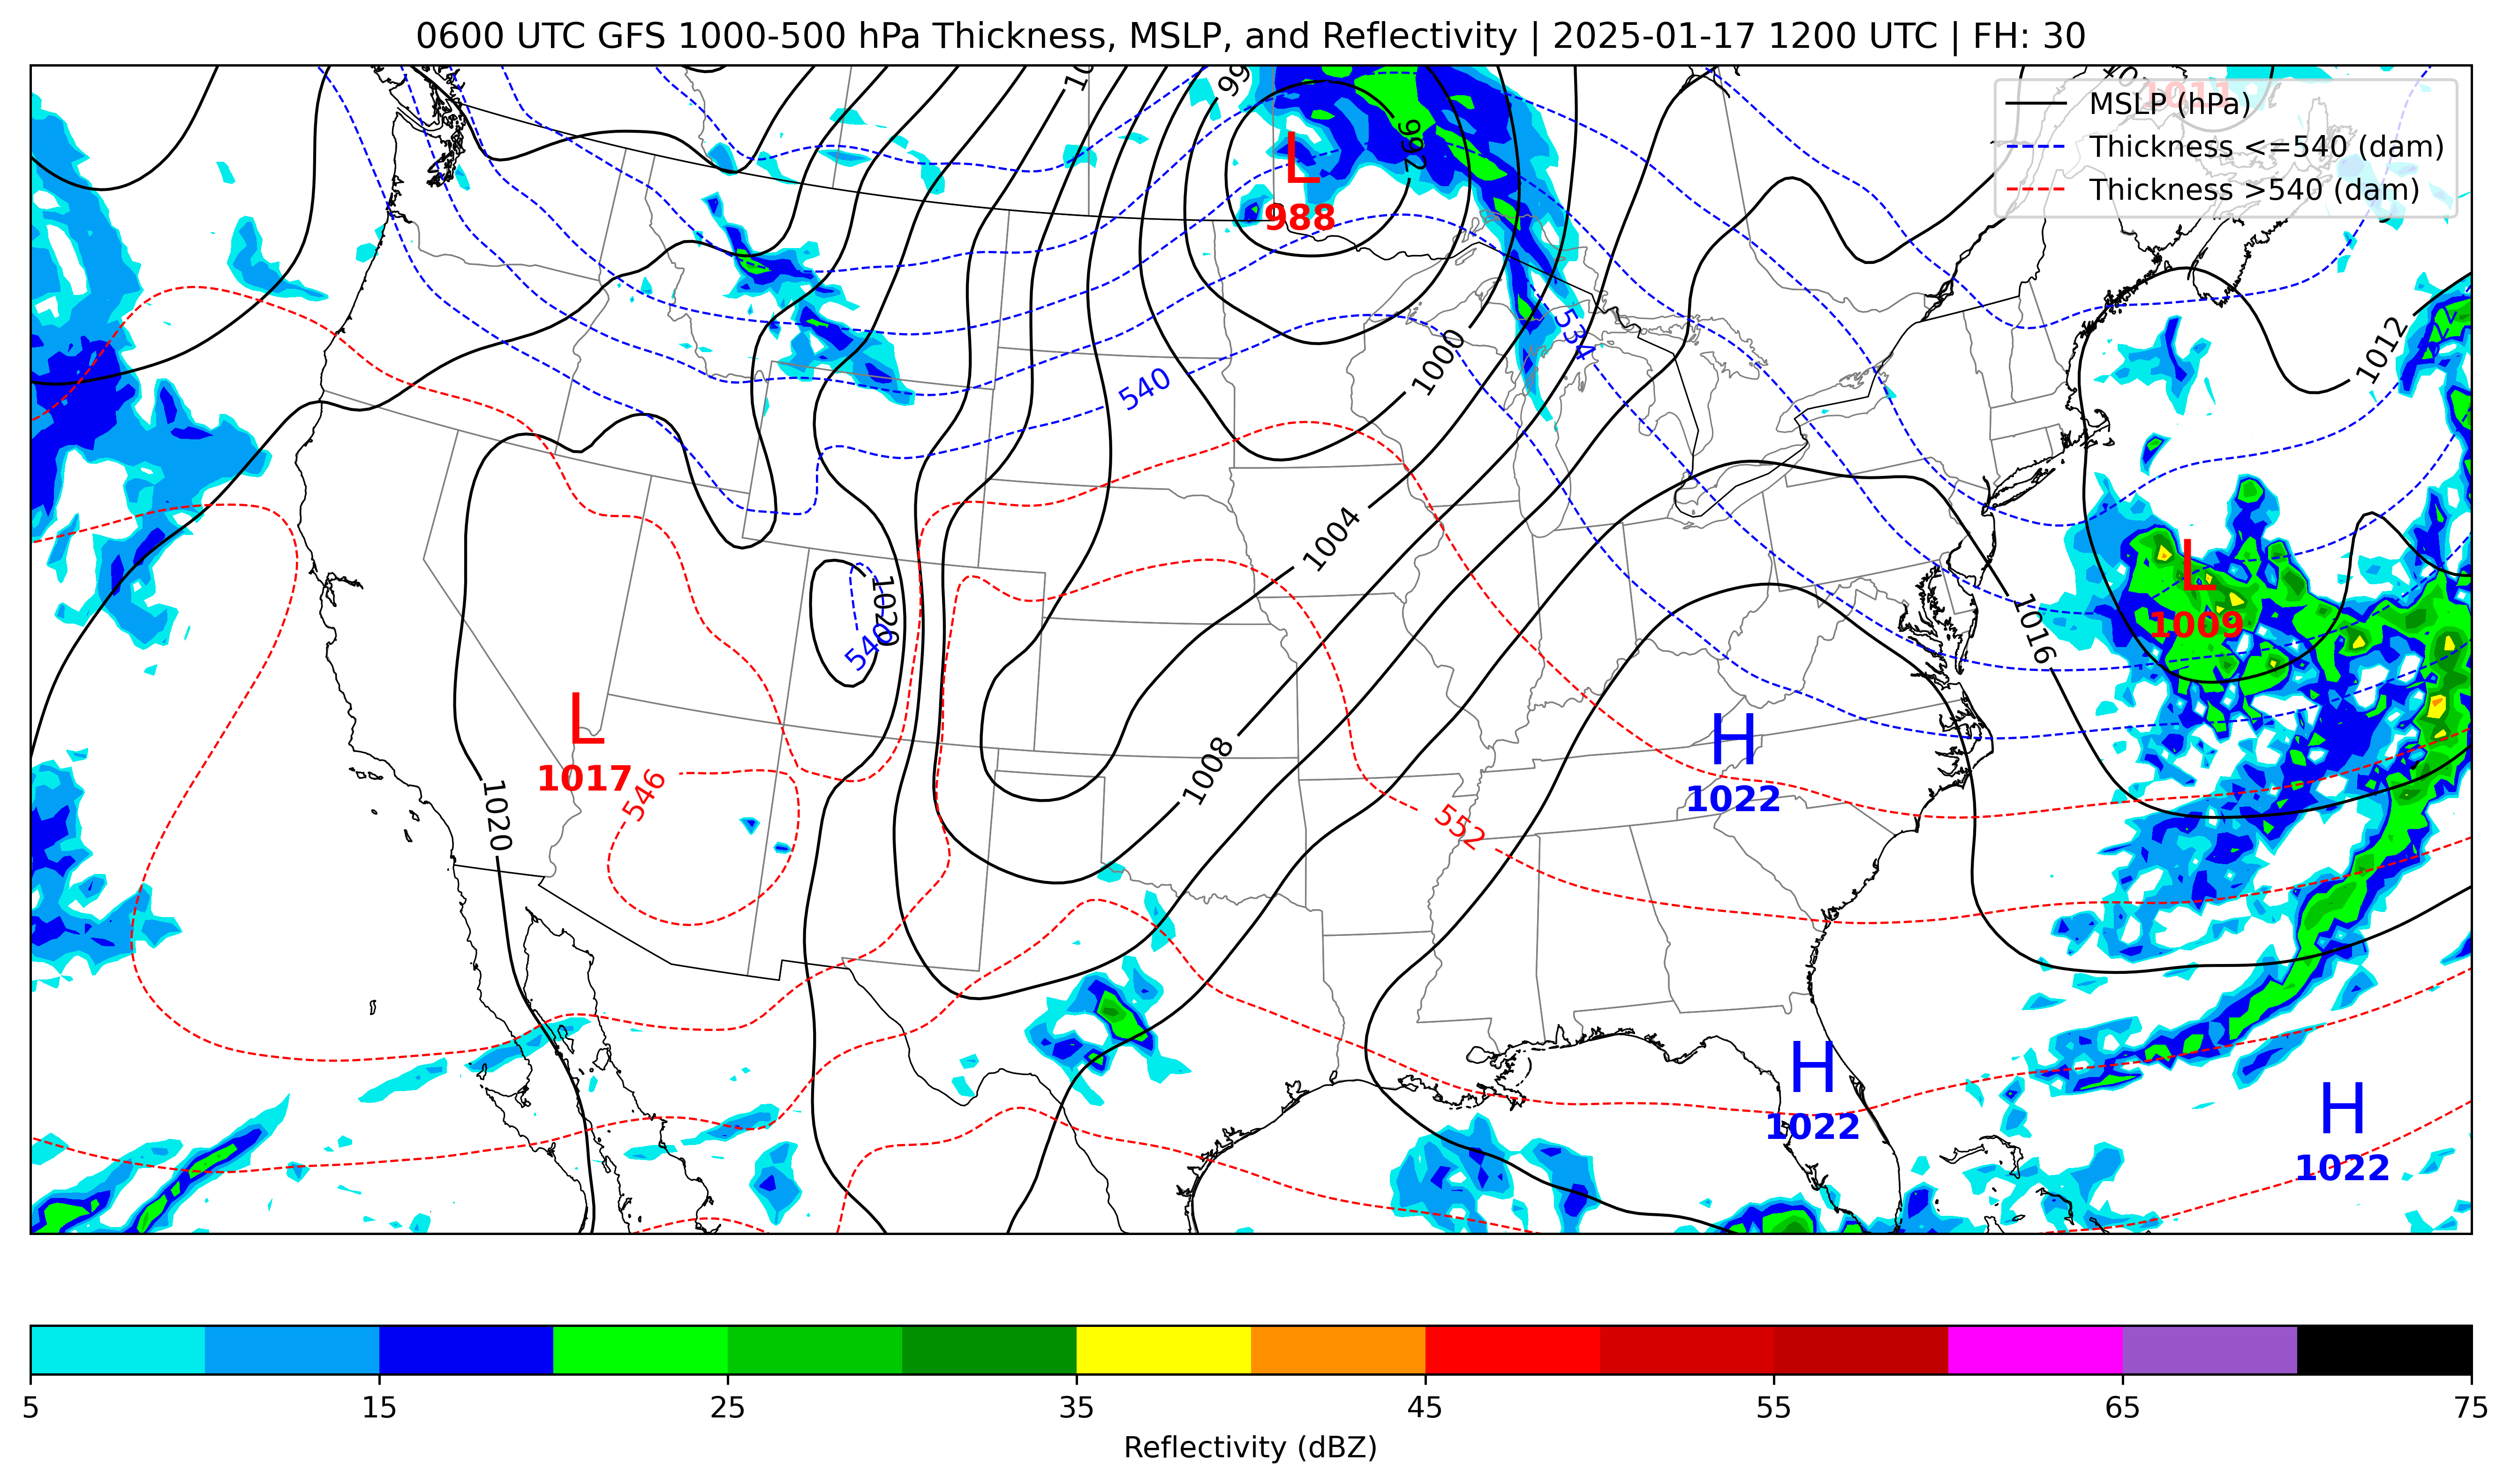 0600 UTC GFS 1000-500 hPa Thickness, MSLP, and Reflectivity | 2025-01-17 1200 UTC | FH: 30
MSLP (hPa)
Thickness <=540 (dam)
Thickness >540 (dam)
1011
992
L
988
1012
534
1000
540
1004
L
1009
1020
540
1016
L
1017
H
1022
546
1008
1020
552
H
1022
H
1022
5 15 25 35 45 55 65 75
Reflectivity (dBZ)